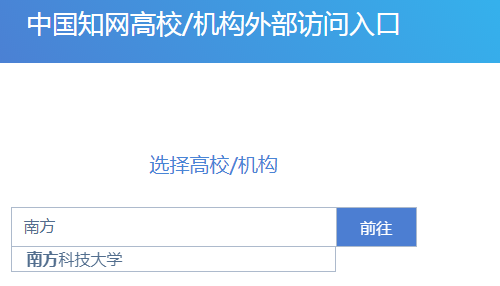 中国知网高校/机构外部访问入口
选择高校/机构
南方
前往
南方科技大学